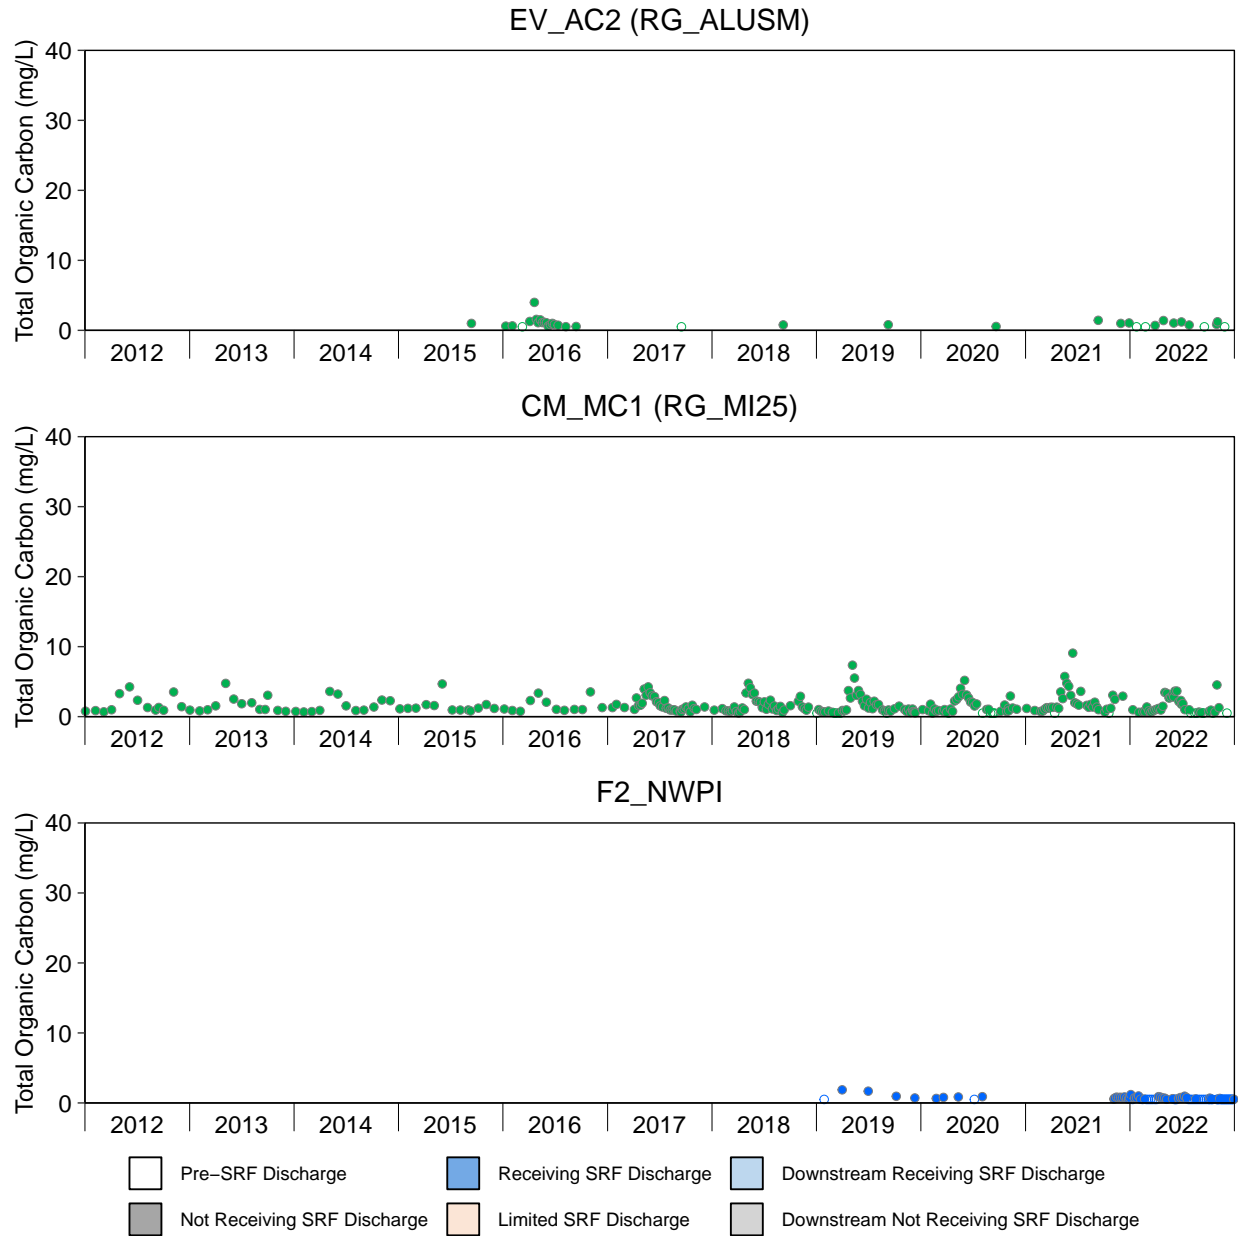 EV_AC2 (RG_ALUSM)
Total Organic Carbon (mg/L)
40
30
20
10
0
2012 2013 2014 2015 2016 2017 2018 2019 2020 2021 2022
CM_MC1 (RG_MI25)
Total Organic Carbon (mg/L)
40
30
20
10
0
2012 2013 2014 2015 2016 2017 2018 2019 2020 2021 2022
F2_NWPI
Total Organic Carbon (mg/L)
40
30
20
10
0
2012 2013 2014 2015 2016 2017 2018 2019 2020 2021 2022
Pre−SRF Discharge Receiving SRF Discharge Downstream Receiving SRF Discharge
Not Receiving SRF Discharge Limited SRF Discharge Downstream Not Receiving SRF Discharge